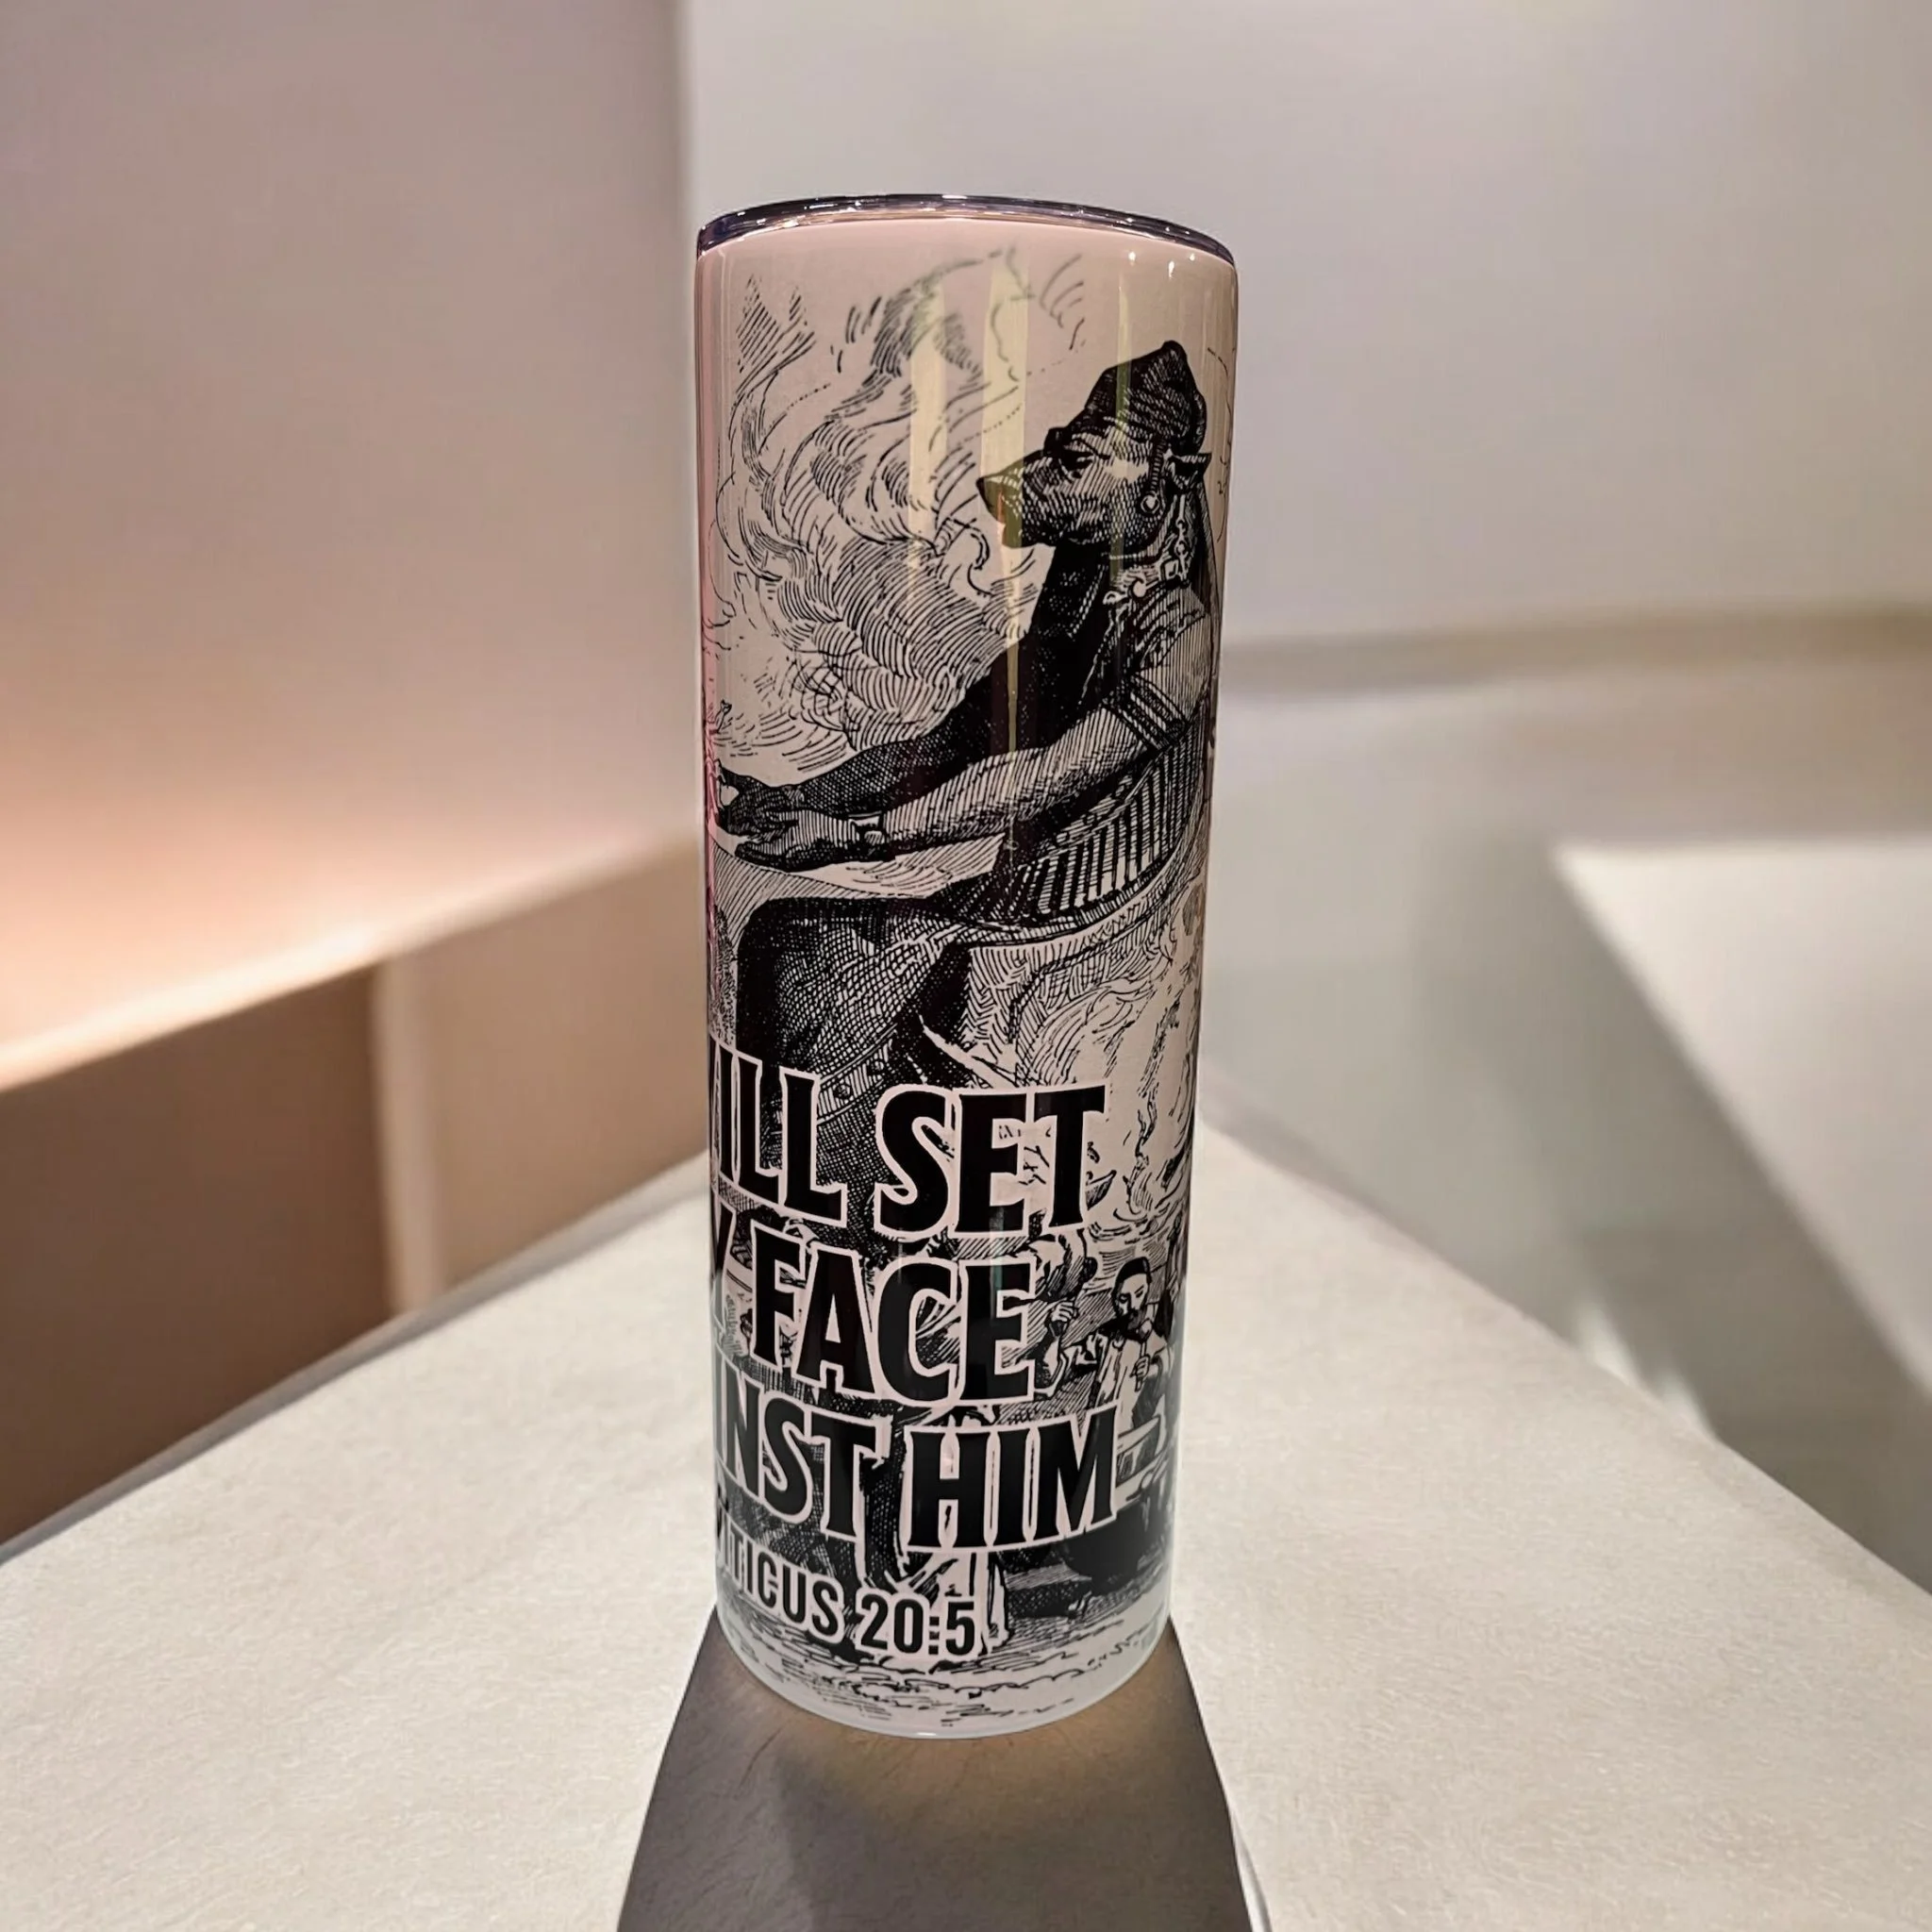 ILL SET
FACE
INST HIM
TICUS 20:5